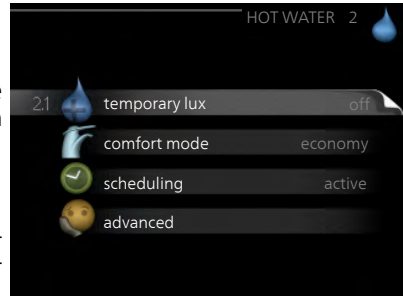 HOT WATER 2
2.1 temporary lux off
comfort mode economy
scheduling active
advanced